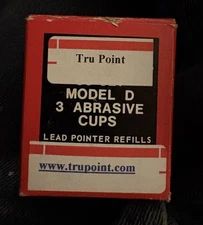 Tru Point
MODEL D
3 ABRASIVE
CUPS
LEAD POINTER REFILLS
www.trupoint.com